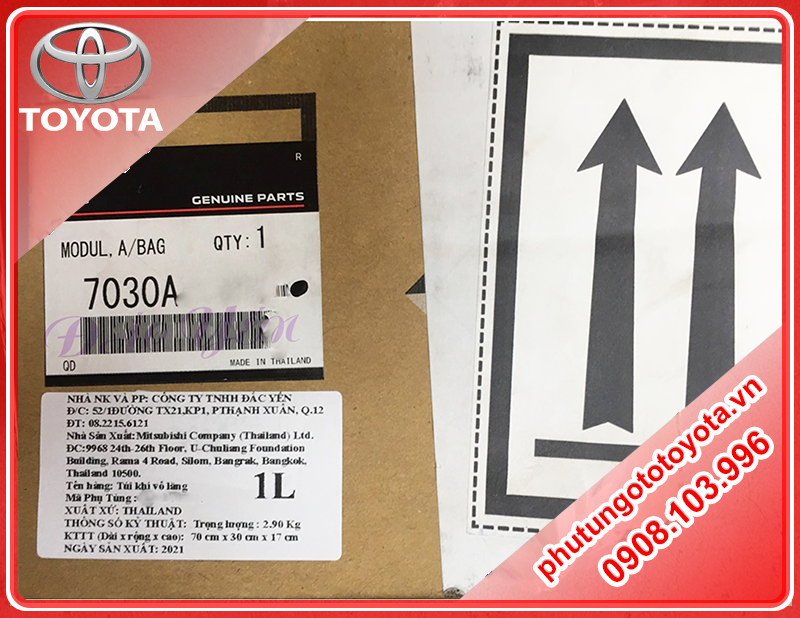 TOYOTA
R
GENUINE PARTS
MODUL, A/BAG QTY: 1
7030A
QD MADE IN THAILAND
NHÀ NK VÀ PP: CÔNG TY TNHH ĐẮC YẾN
Đ/C: 52/1ĐƯỜNG TX21,KP1, P.THẠNH XUÂN, Q.12
ĐT: 08.2215.6121
Nhà Sản Xuất:Mitsubishi Company (Thailand) Ltd.
ĐC:9968 24th-26th Floor, U-Chuliang Foundation
Building, Rama 4 Road, Silom, Bangrak, Bangkok,
Thailand 10500.
Tên hàng: Túi khí vô lăng 1L
Mã Phụ Tùng :
XUẤT XỨ: THAILAND
THÔNG SỐ KỸ THUẬT: Trọng lượng : 2.90 Kg
KTTT (Dài x rộng x cao): 70 cm x 30 cm x 17 cm
NGÀY SẢN XUẤT: 2021
phutungototoyota.vn
0908.103.996